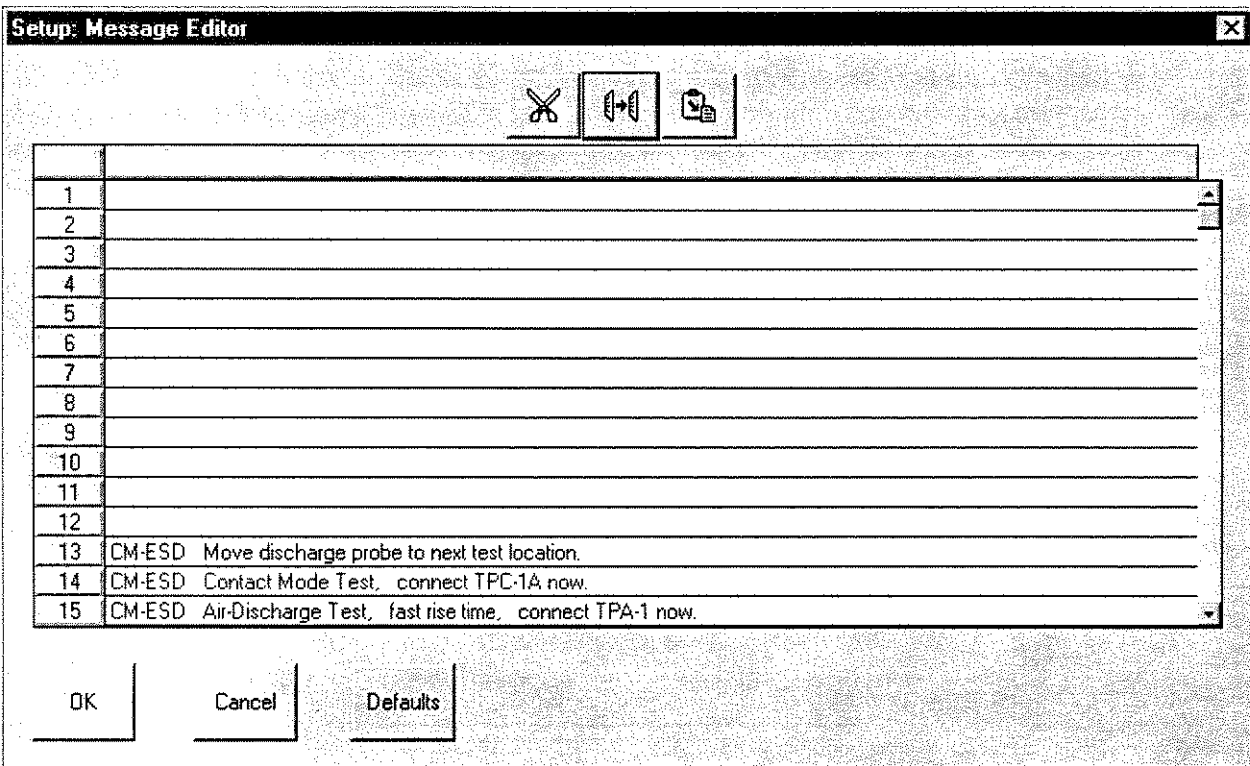 Setup: Message Editor
1
2
3
4
5
6
7
8
9
10
11
12
13 CM-ESD Move discharge probe to next test location.
14 CM-ESD Contact Mode Test, connect TPC-1A now.
15 CM-ESD Air-Discharge Test, fast rise time, connect TPA-1 now.
OK Cancel Defaults